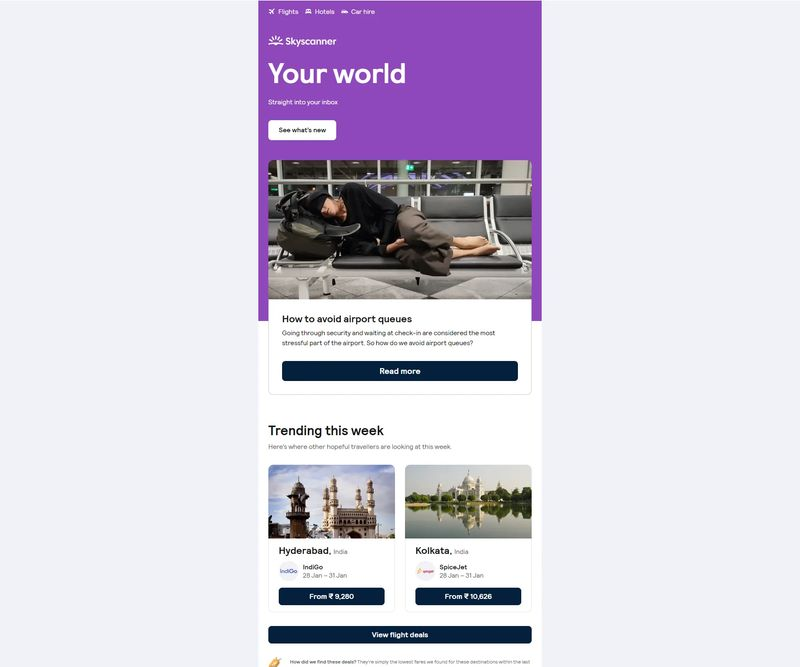 Flights Hotels Car hire
Skyscanner
Your world
Straight into your inbox
See what's new
How to avoid airport queues
Going through security and waiting at check-in are considered the most
stressful part of the airport. So how do we avoid airport queues?
Read more
Trending this week
Here's where other hopeful travellers are looking at this week.
Hyderabad, India
IndiGo
IndiGo
28 Jan – 31 Jan
From ₹ 9,280
Kolkata, India
SpiceJet
28 Jan – 31 Jan
From ₹ 10,626
View flight deals
How did we find these deals? They're simply the lowest fares we found for these destinations within the last